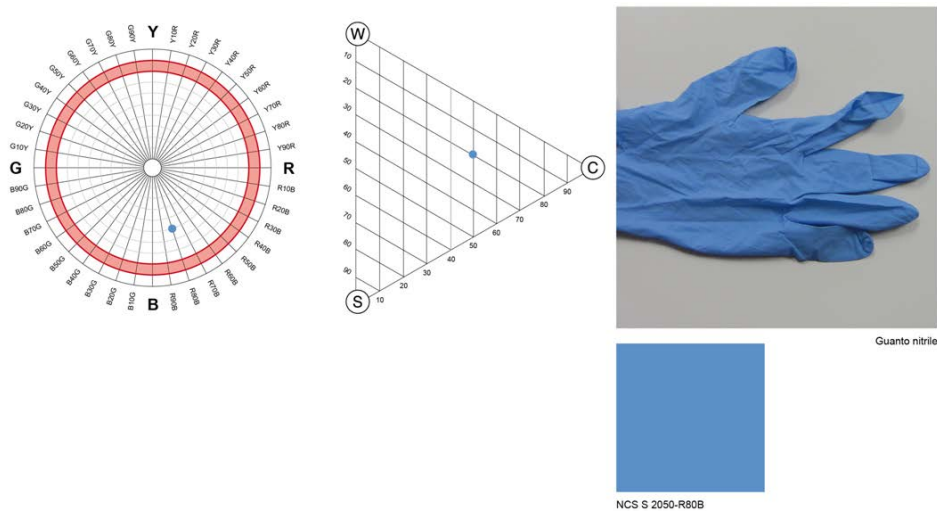 Y
Y10R
Y20R
Y30R
Y40R
Y50R
Y60R
Y70R
Y80R
Y90R
R
R10B
R20B
R30B
R40B
R50B
R60B
R70B
R80B
R90B
B
B10G
B20G
B30G
B40G
B50G
B60G
B70G
B80G
B90G
G
G10Y
G20Y
G30Y
G40Y
G50Y
G60Y
G70Y
G80Y
G90Y
W
10
20
30
40
50
60
70
80
90
S
10
20
30
40
50
60
70
80
90
C
Guanto nitrile
NCS S 2050-R80B